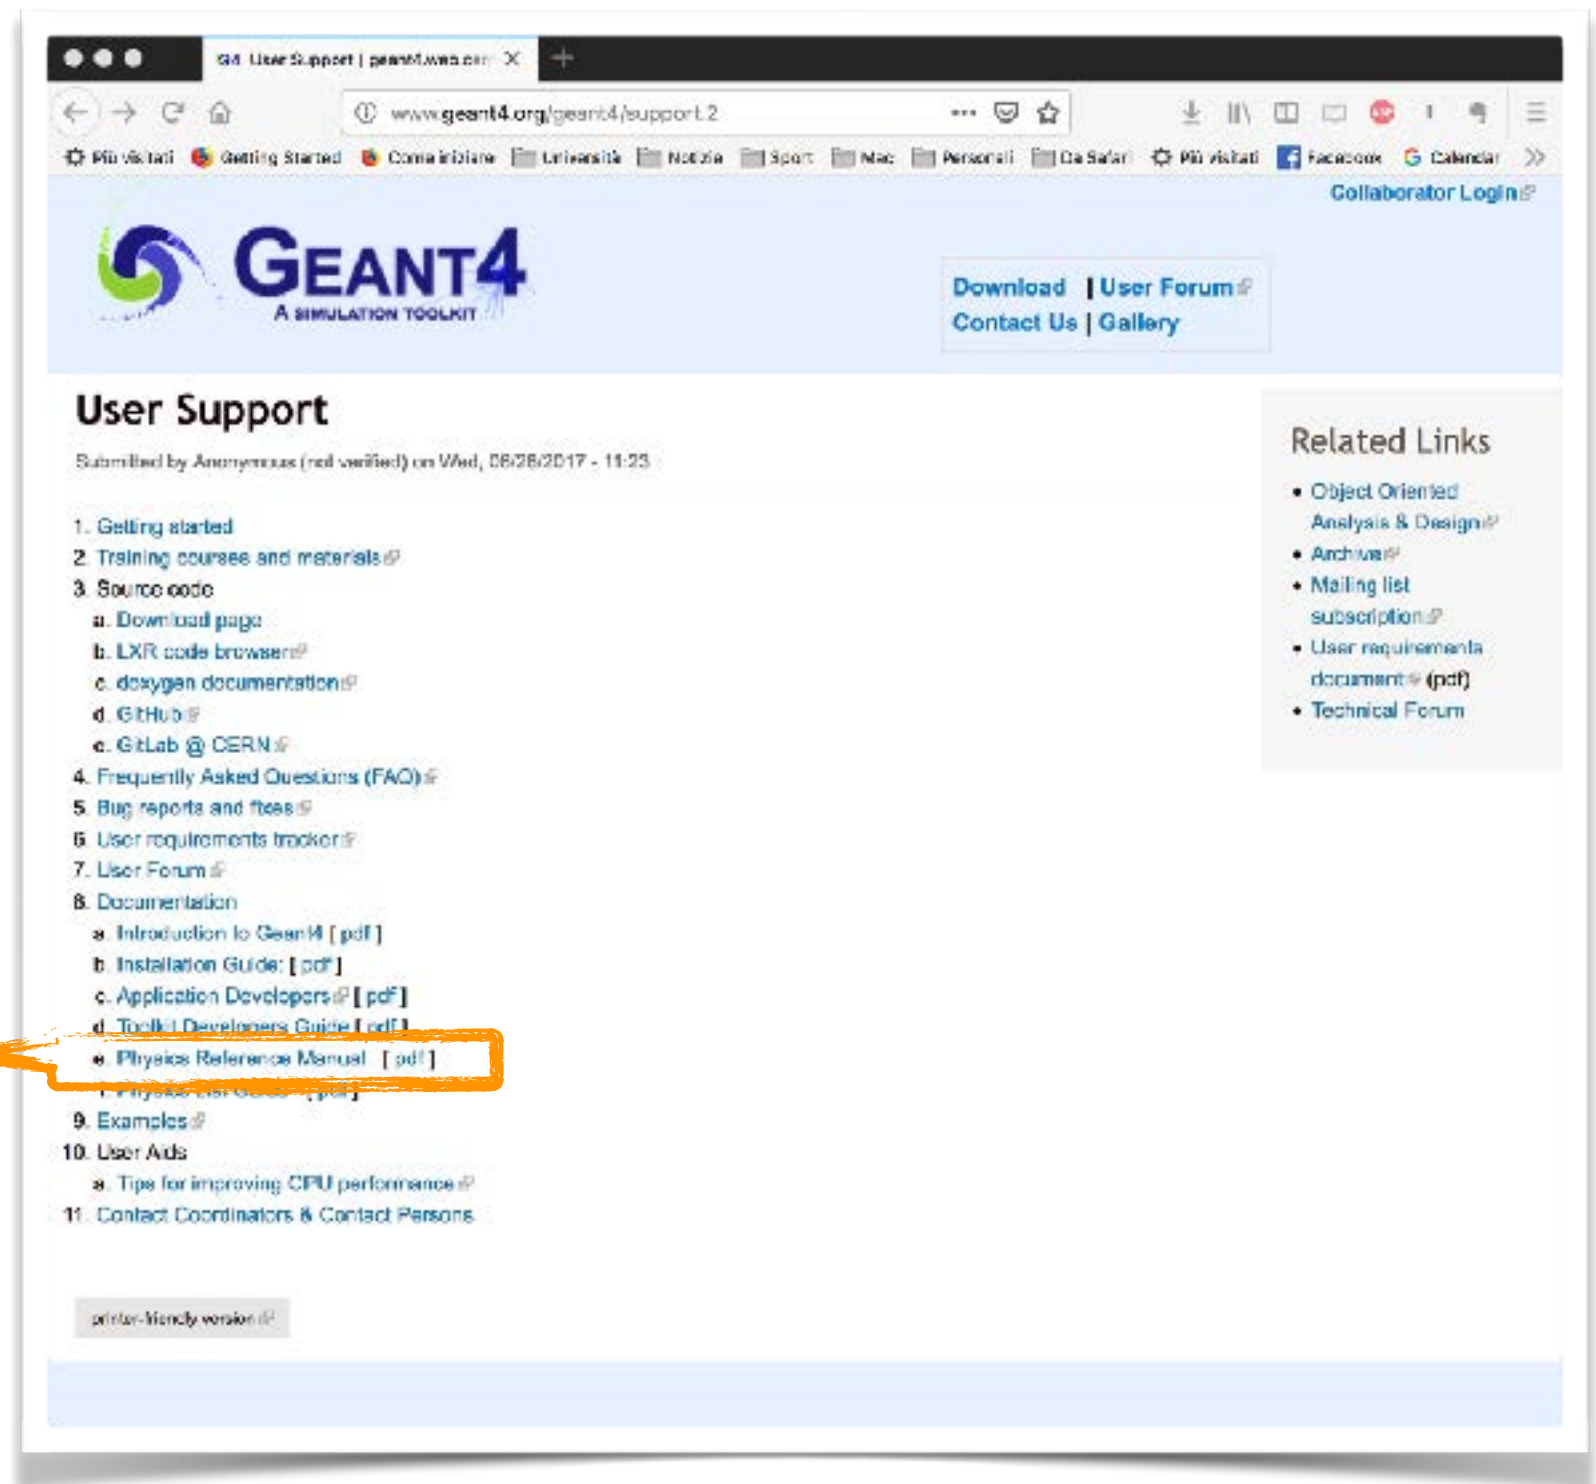 G4 User Support | geant4.web.cern
www.geant4.org/geant4/support.2
Più visitati Getting Started Come iniziare Università Notizie Sport Mac Personali Da Safari Più visitati Facebook Calendar
Collaborator Login
GEANT4
A SIMULATION TOOLKIT
Download | User Forum
Contact Us | Gallery
User Support
Submitted by Anonymous (not verified) on Wed, 06/28/2017 - 11:23
1. Getting started
2. Training courses and materials
3. Source code
a. Download page
b. LXR code browser
c. doxygen documentation
d. GitHub
e. GitLab @ CERN
4. Frequently Asked Questions (FAQ)
5. Bug reports and fixes
6. User requirements tracker
7. User Forum
8. Documentation
a. Introduction to Geant4 [ pdf ]
b. Installation Guide: [ pdf ]
c. Application Developers [ pdf ]
d. Toolkit Developers Guide [ pdf ]
e. Physics Reference Manual [ pdf ]
f. Physics List Guide [ pdf ]
9. Examples
10. User Aids
a. Tips for improving CPU performance
11. Contact Coordinators & Contact Persons
printer-friendly version
Related Links
• Object Oriented
Analysis & Design
• Archive
• Mailing list
subscription
• User requirements
document (pdf)
• Technical Forum